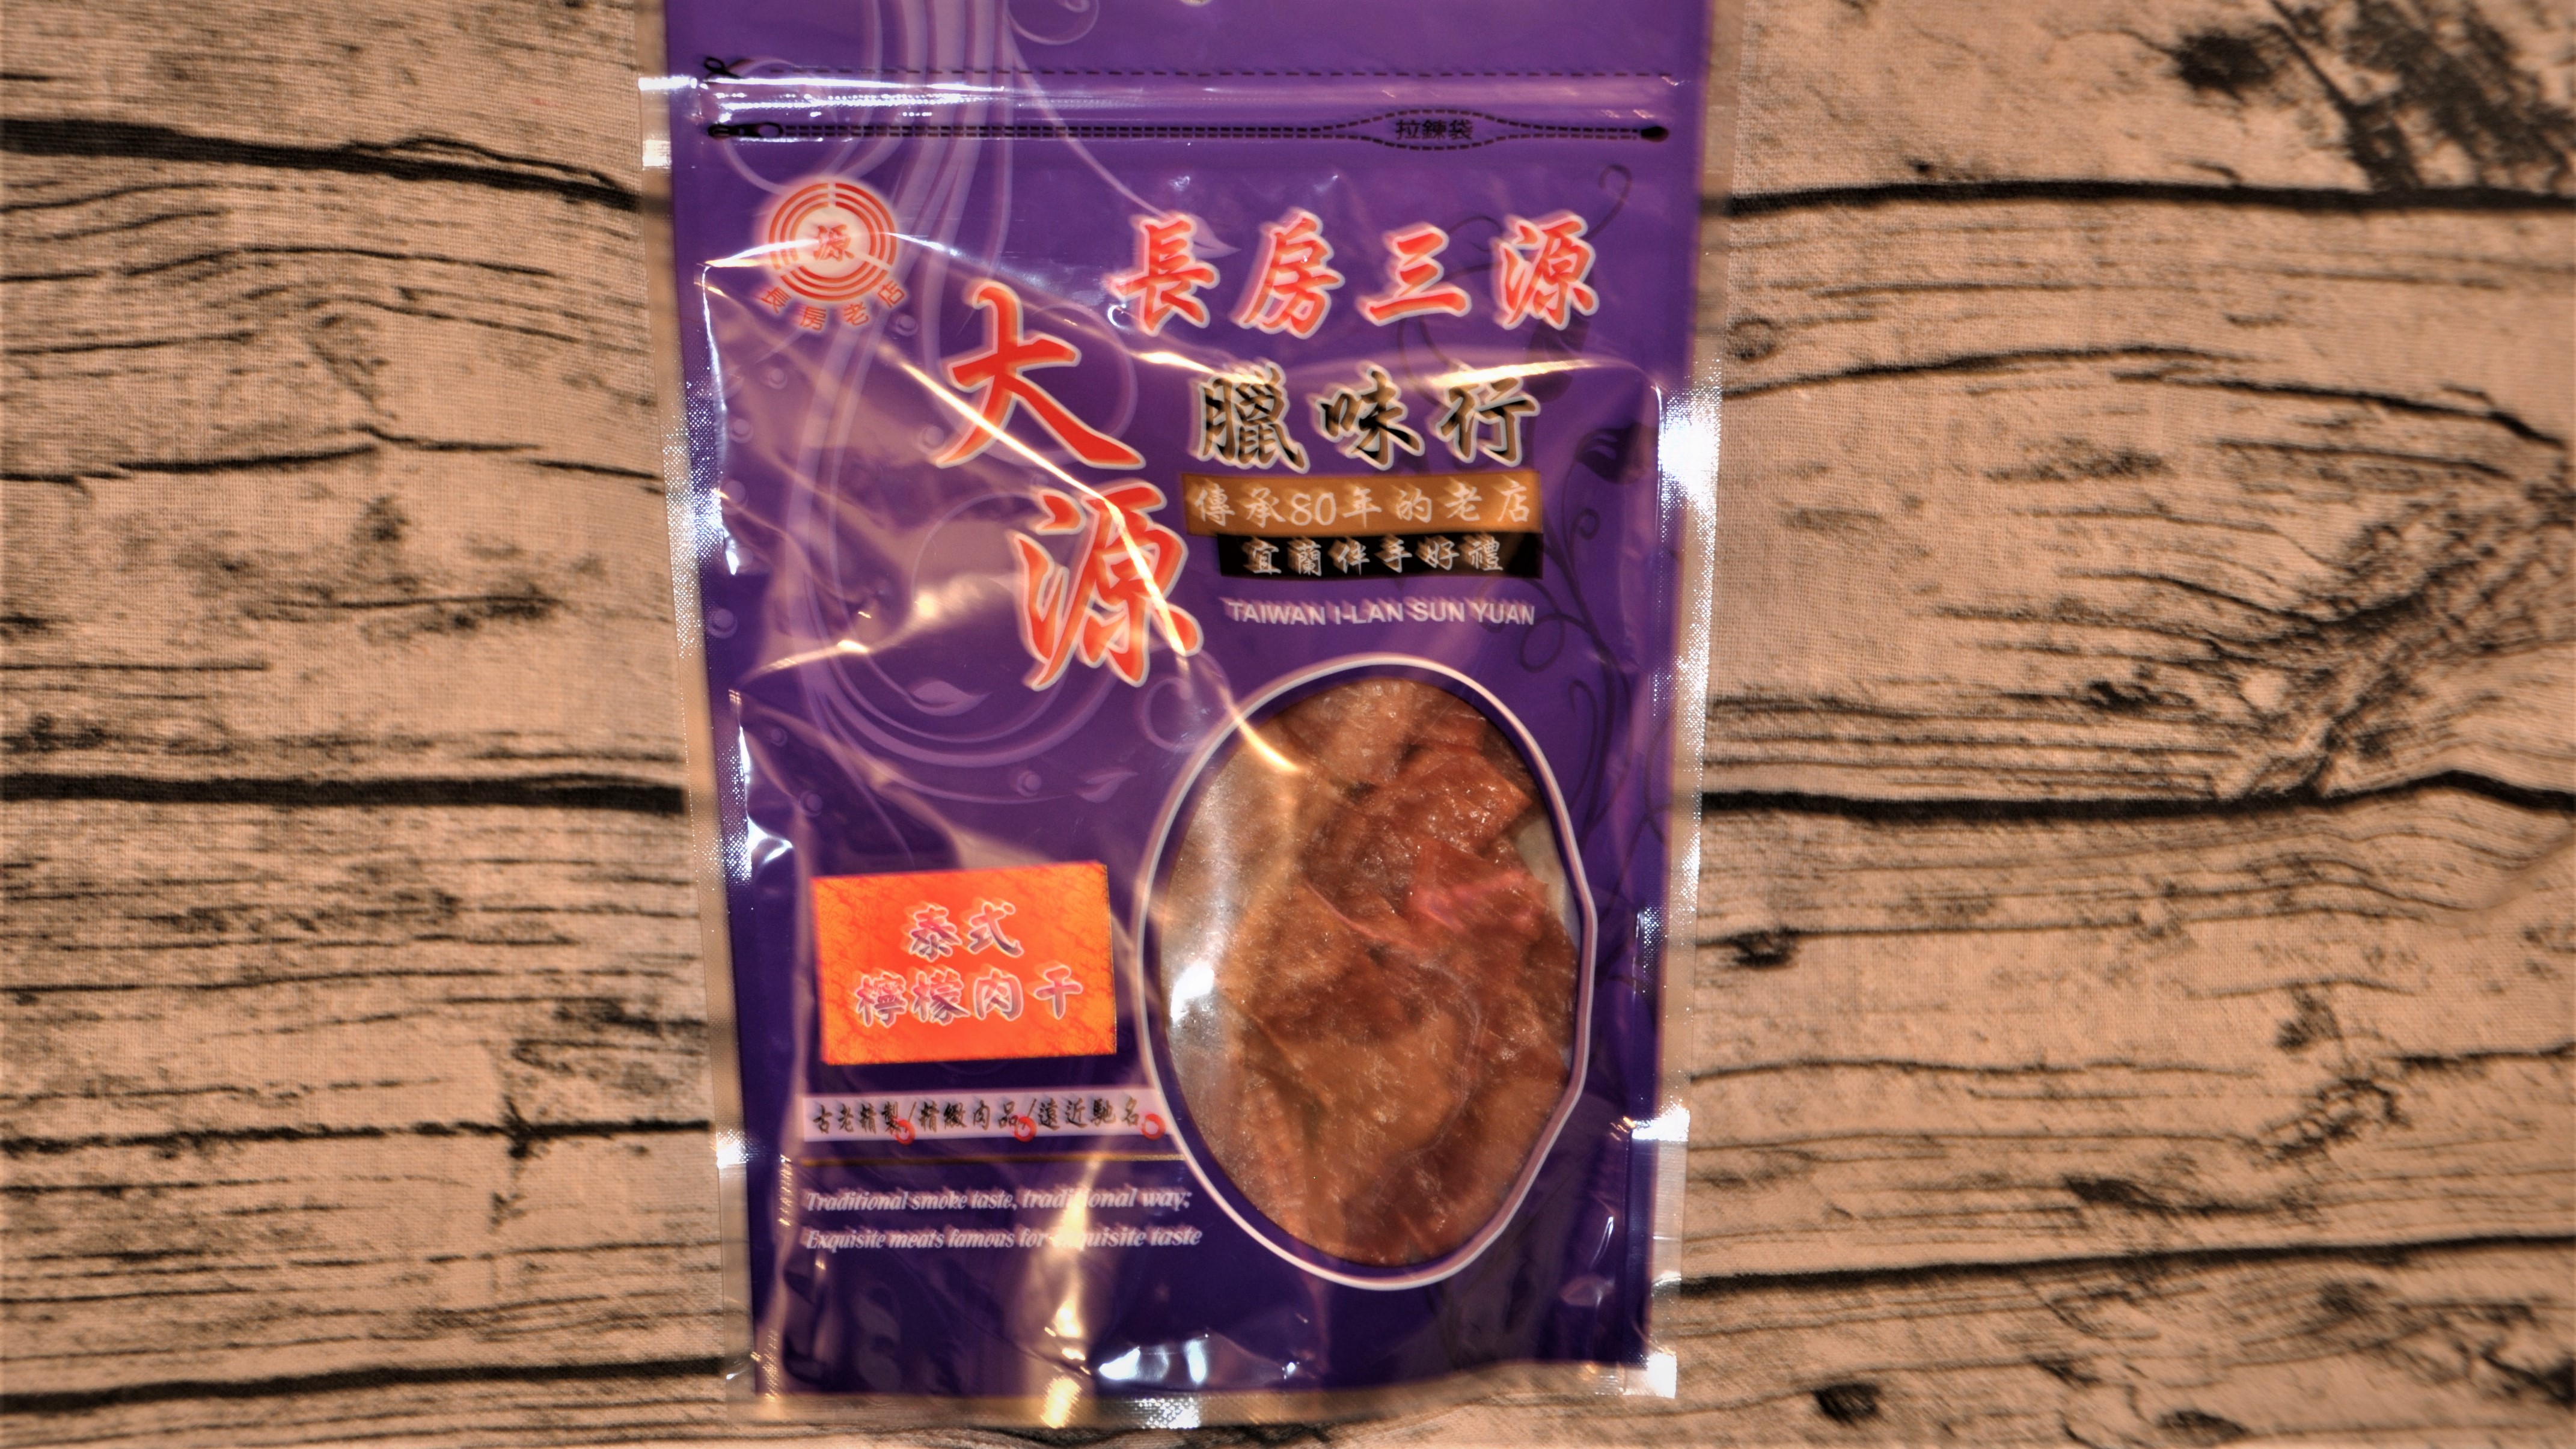 拉鍊袋
源
長房老店
長房三源
大源
臘味行
傳承80年的老店
宜蘭伴手好禮
TAIWAN I-LAN SUN YUAN
泰式
檸檬肉干
古老精製/精緻肉品/遠近馳名
Traditional smoke taste, traditional way;
Exquisite meats famous for exquisite taste